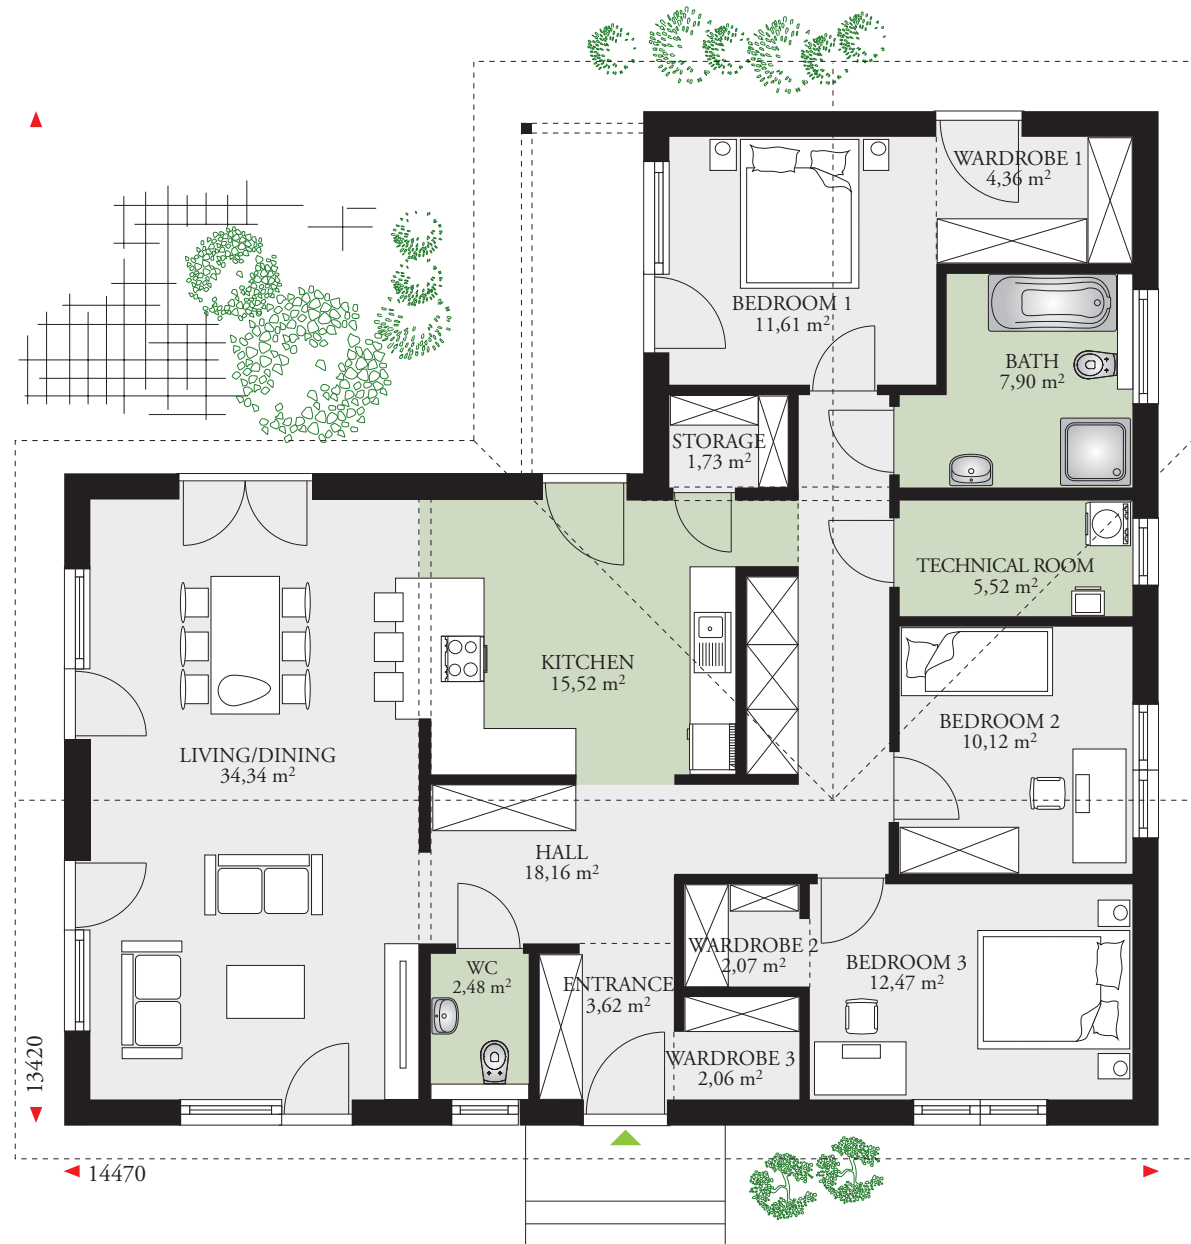 WARDROBE 1
4,36 m²
BEDROOM 1
11,61 m²
BATH
7,90 m²
STORAGE
1,73 m²
TECHNICAL ROOM
5,52 m²
KITCHEN
15,52 m²
BEDROOM 2
10,12 m²
LIVING/DINING
34,34 m²
HALL
18,16 m²
WARDROBE 2
2,07 m²
BEDROOM 3
12,47 m²
WC
2,48 m²
ENTRANCE
3,62 m²
WARDROBE 3
2,06 m²
13420
14470